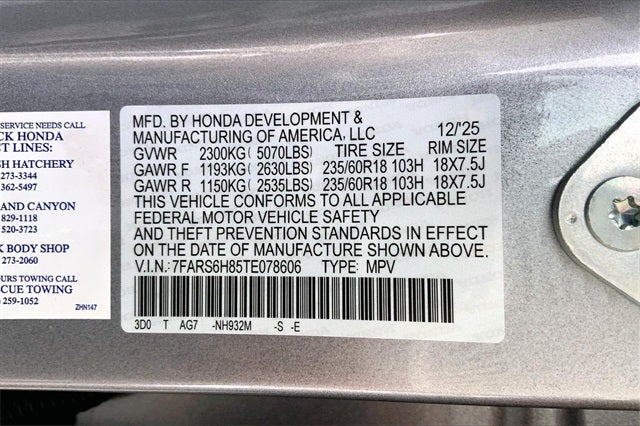 SERVICE NEEDS CALL
CK HONDA
CT LINES:
SH HATCHERY
273-3344
362-5497
AND CANYON
829-1118
520-3723
K BODY SHOP
273-2060
OURS TOWING
CUE TOWING
) 259-1052
ZHN147
MFD. BY HONDA DEVELOPMENT &
MANUFACTURING OF AMERICA, LLC 12/'25
GVWR 2300KG ( 5070LBS) TIRE SIZE RIM SIZE
GAWR F 1193KG ( 2630LBS) 235/60R18 103H 18X7.5J
GAWR R 1150KG ( 2535LBS) 235/60R18 103H 18X7.5J
THIS VEHICLE CONFORMS TO ALL APPLICABLE
FEDERAL MOTOR VEHICLE SAFETY
AND THEFT PREVENTION STANDARDS IN EFFECT
ON THE DATE OF MANUFACTURE SHOWN ABOVE.
V.I.N.: 7FARS6H85TE078606 TYPE: MPV
3D0 T AG7 -NH932M -S -E